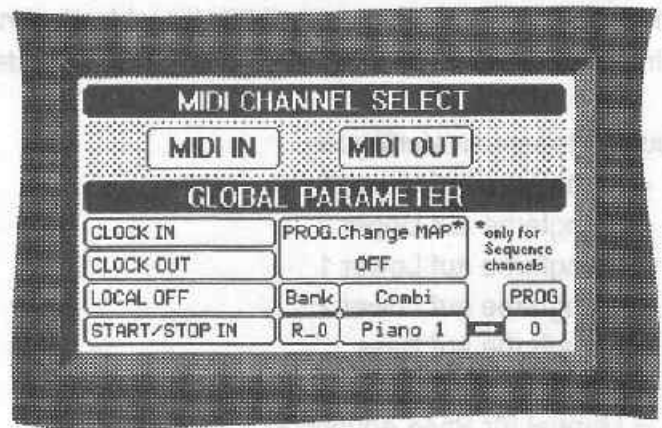 MIDI CHANNEL SELECT
MIDI IN MIDI OUT
GLOBAL PARAMETER
CLOCK IN PROG.Change MAP* *only for Sequence channels
CLOCK OUT OFF
LOCAL OFF Bank Combi PROG
START/STOP IN R_0 Piano 1 0